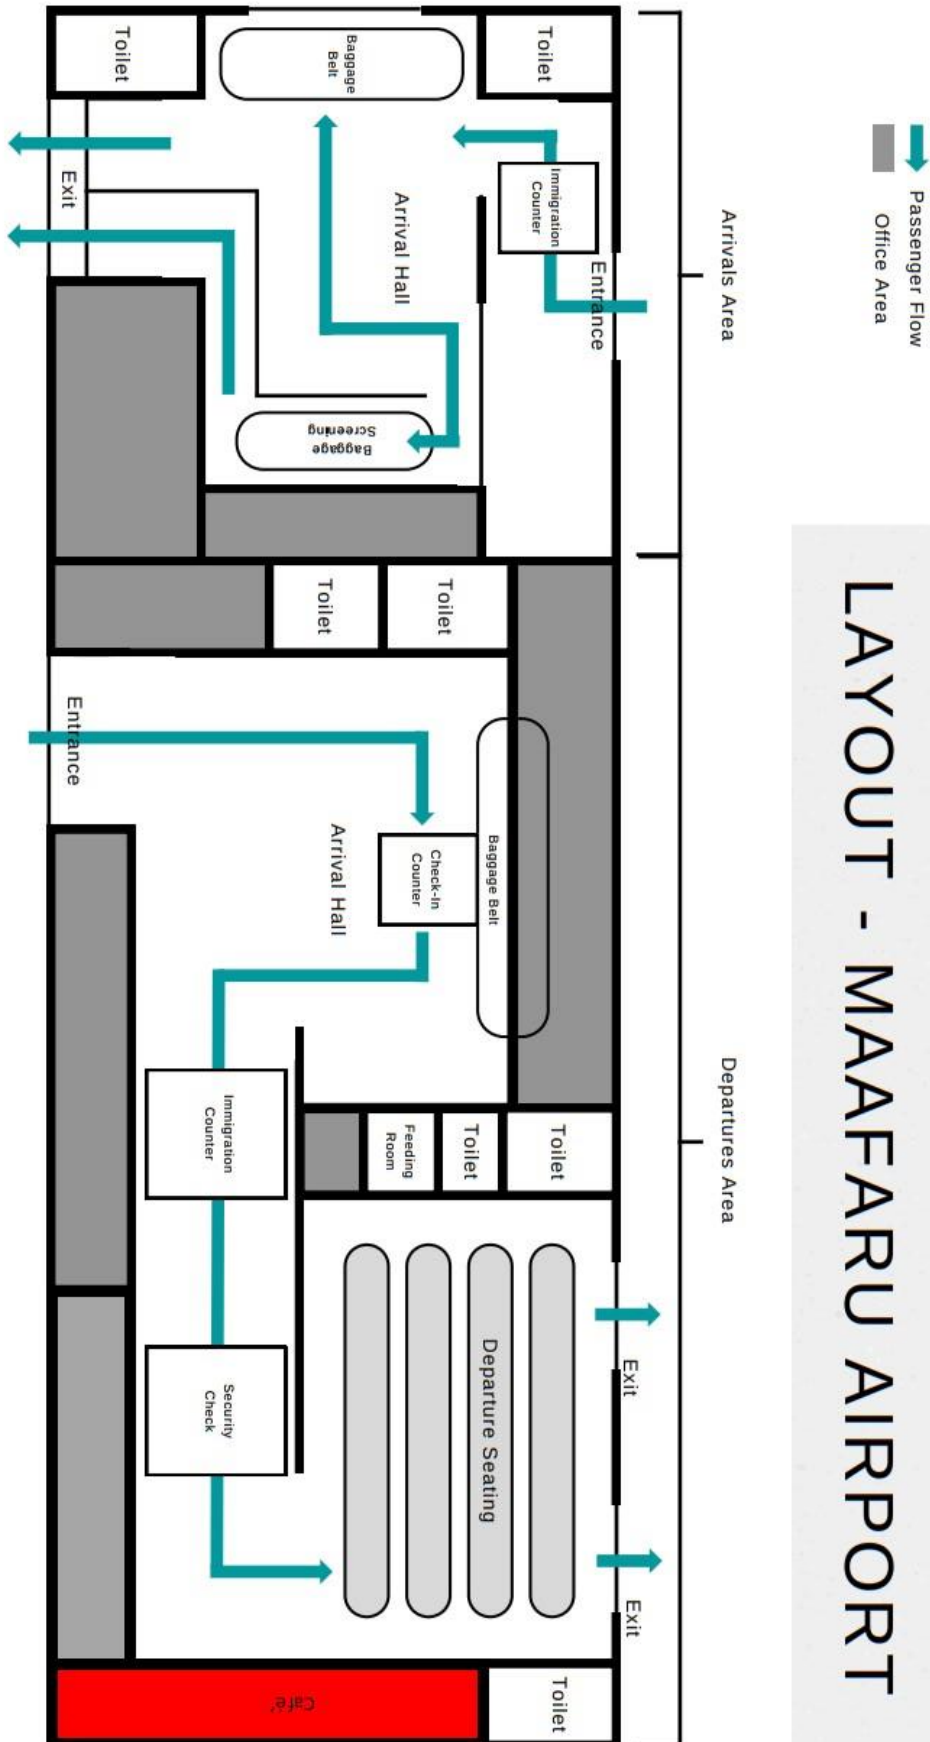 LAYOUT - MAAFARU AIRPORT
Passenger Flow
Office Area
Arrivals Area
Departures Area
Toilet
Baggage
Belt
Toilet
Immigration
Counter
Entrance
Arrival Hall
Exit
Baggage
Screening
Toilet
Toilet
Entrance
Baggage Belt
Check-In
Counter
Arrival Hall
Immigration
Counter
Feeding
Room
Toilet
Toilet
Security
Check
Departure Seating
Exit
Exit
Café'
Toilet